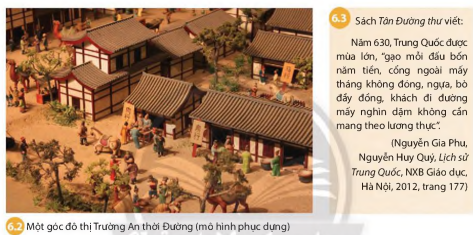 6.3 Sách Tân Đường thư viết:
Năm 630, Trung Quốc được
mùa lớn, “gạo mỗi đấu bốn
năm tiền, cổng ngoài mấy
tháng không đóng, ngựa, bò
đầy đồng, khách đi đường
mấy nghìn dặm không cần
mang theo lương thực”.
(Nguyễn Gia Phu,
Nguyễn Huy Quý, Lịch sử
Trung Quốc, NXB Giáo dục,
Hà Nội, 2012, trang 177)
6.2 Một góc đô thị Trường An thời Đường (mô hình phục dựng)